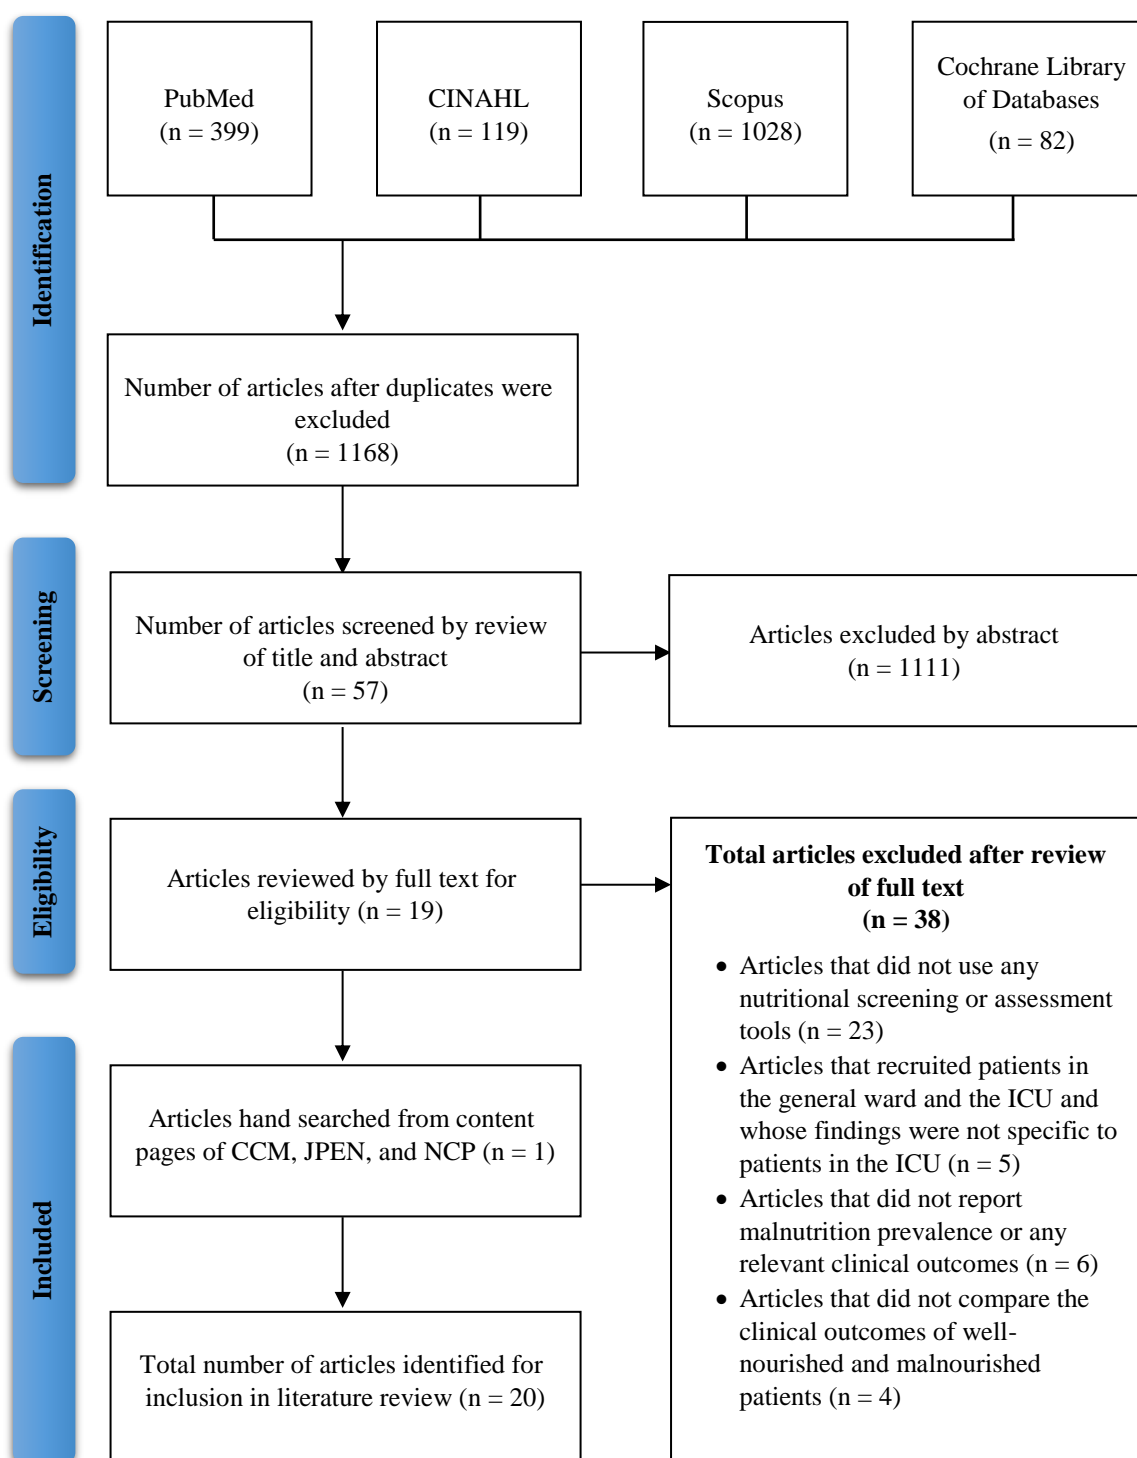 Identification
PubMed
(n = 399)
CINAHL
(n = 119)
Scopus
(n = 1028)
Cochrane Library
of Databases
(n = 82)
Number of articles after duplicates were
excluded
(n = 1168)
Screening
Number of articles screened by review
of title and abstract
(n = 57)
Articles excluded by abstract
(n = 1111)
Eligibility
Articles reviewed by full text for
eligibility (n = 19)
Total articles excluded after review
of full text
(n = 38)
• Articles that did not use any
nutritional screening or assessment
tools (n = 23)
• Articles that recruited patients in
the general ward and the ICU and
whose findings were not specific to
patients in the ICU (n = 5)
• Articles that did not report
malnutrition prevalence or any
relevant clinical outcomes (n = 6)
• Articles that did not compare the
clinical outcomes of well-
nourished and malnourished
patients (n = 4)
Included
Articles hand searched from content
pages of CCM, JPEN, and NCP (n = 1)
Total number of articles identified for
inclusion in literature review (n = 20)